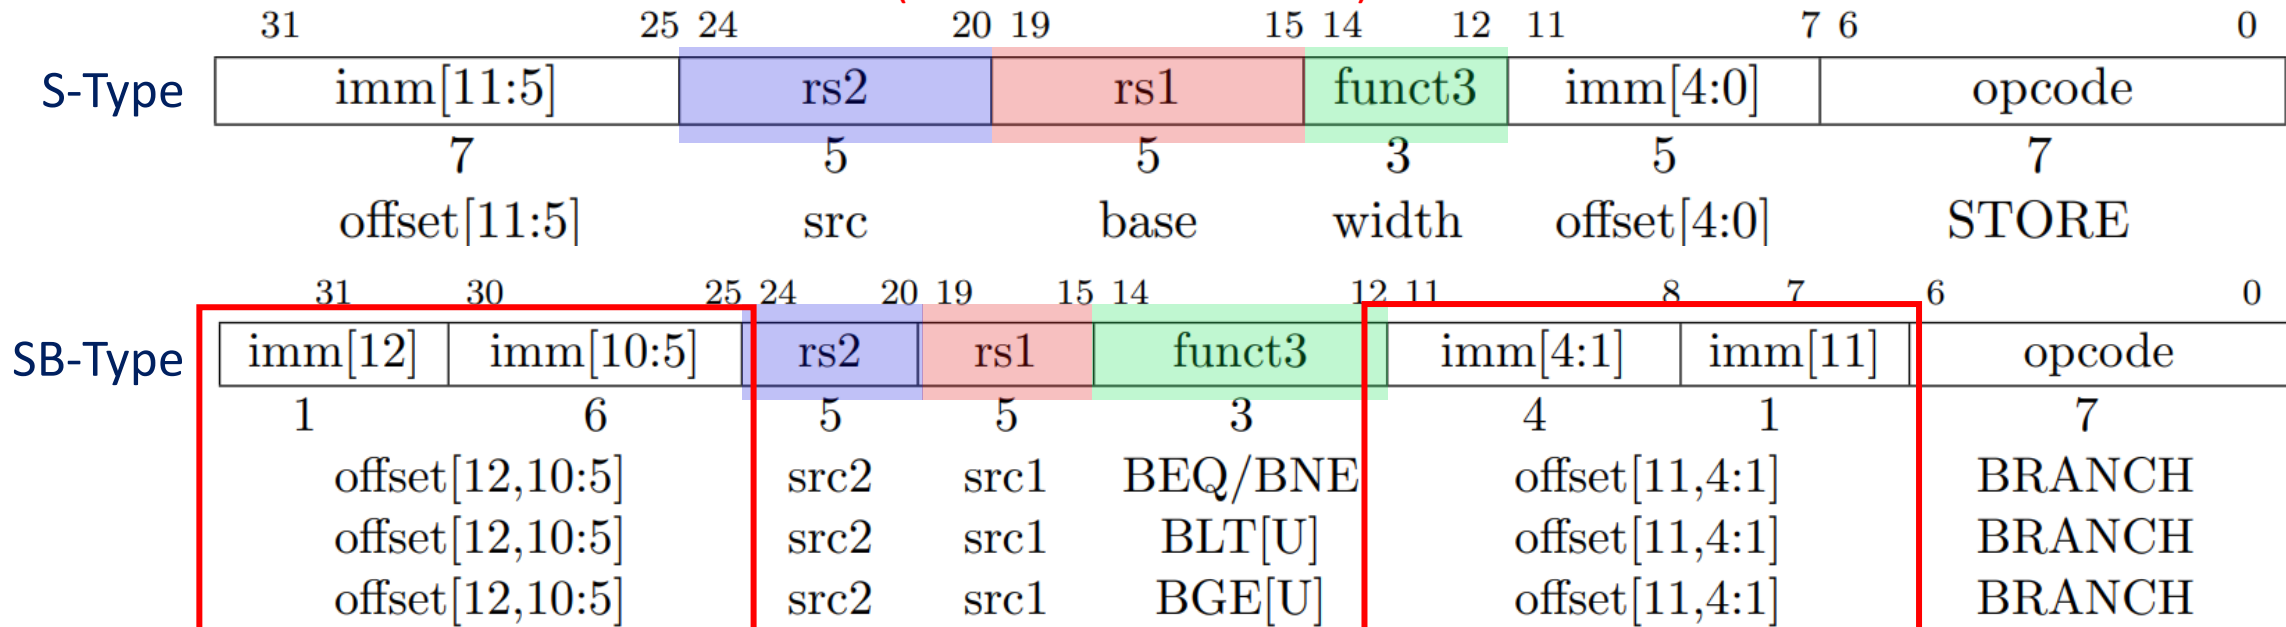 31 25 24 20 19 15 14 12 11 7 6 0
S-Type imm[11:5] rs2 rs1 funct3 imm[4:0] opcode
7 5 5 3 5 7
offset[11:5] src base width offset[4:0] STORE
31 30 25 24 20 19 15 14 12 11 8 7 6 0
SB-Type imm[12] imm[10:5] rs2 rs1 funct3 imm[4:1] imm[11] opcode
1 6 5 5 3 4 1 7
offset[12,10:5] src2 src1 BEQ/BNE offset[11,4:1] BRANCH
offset[12,10:5] src2 src1 BLT[U] offset[11,4:1] BRANCH
offset[12,10:5] src2 src1 BGE[U] offset[11,4:1] BRANCH